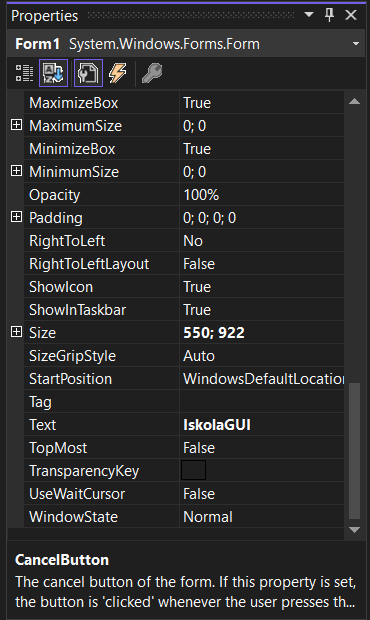 Properties
Form1 System.Windows.Forms.Form
MaximizeBox True
MaximumSize 0; 0
MinimizeBox True
MinimumSize 0; 0
Opacity 100%
Padding 0; 0; 0; 0
RightToLeft No
RightToLeftLayout False
ShowIcon True
ShowInTaskbar True
Size 550; 922
SizeGripStyle Auto
StartPosition WindowsDefaultLocation
Tag
Text IskolaGUI
TopMost False
TransparencyKey
UseWaitCursor False
WindowState Normal
CancelButton
The cancel button of the form. If this property is set,
the button is 'clicked' whenever the user presses th...